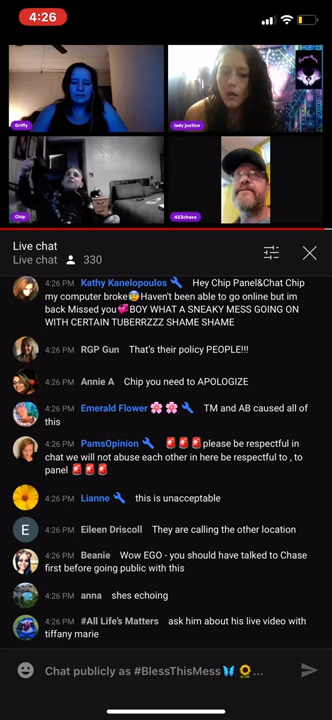 4:26
Griffy
lady justice
Chip
423chase
Live chat
Live chat 330
4:26 PM Kathy Kanelopoulos Hey Chip Panel&Chat Chip
my computer broke😰Haven't been able to go online but im
back Missed you💕BOY WHAT A SNEAKY MESS GOING ON
WITH CERTAIN TUBERRZZZ SHAME SHAME
4:26 PM RGP Gun That's their policy PEOPLE!!!
4:26 PM Annie A Chip you need to APOLOGIZE
4:26 PM Emerald Flower 🌸🌸 TM and AB caused all of
this
4:26 PM PamsOpinion 🚨🚨🚨please be respectful in
chat we will not abuse each other in here be respectful to , to
panel 🚨🚨🚨
4:26 PM Lianne this is unacceptable
E
4:26 PM Eileen Driscoll They are calling the other location
4:26 PM Beanie Wow EGO - you should have talked to Chase
first before going public with this
4:26 PM anna shes echoing
4:26 PM #All Life's Matters ask him about his live video with
tiffany marie
Chat publicly as #BlessThisMess🦋🌻...